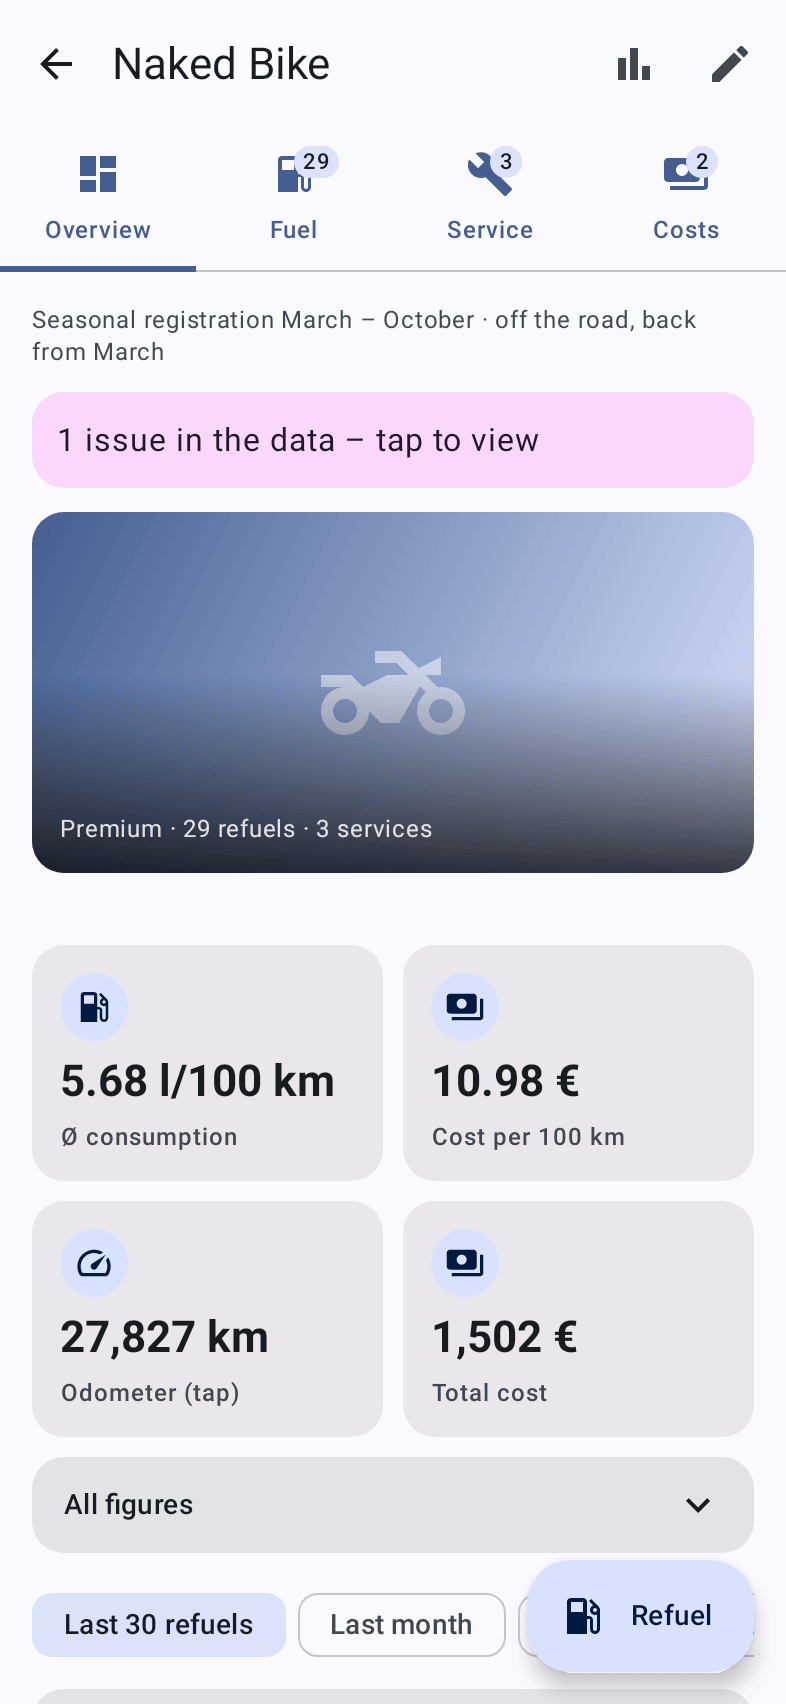 Naked Bike
29
3
2
Overview
Fuel
Service
Costs
Seasonal registration March – October · off the road, back
from March
1 issue in the data – tap to view
Premium · 29 refuels · 3 services
5.68 l/100 km
Ø consumption
10.98 €
Cost per 100 km
27,827 km
Odometer (tap)
1,502 €
Total cost
All figures
Last 30 refuels
Last month
Refuel